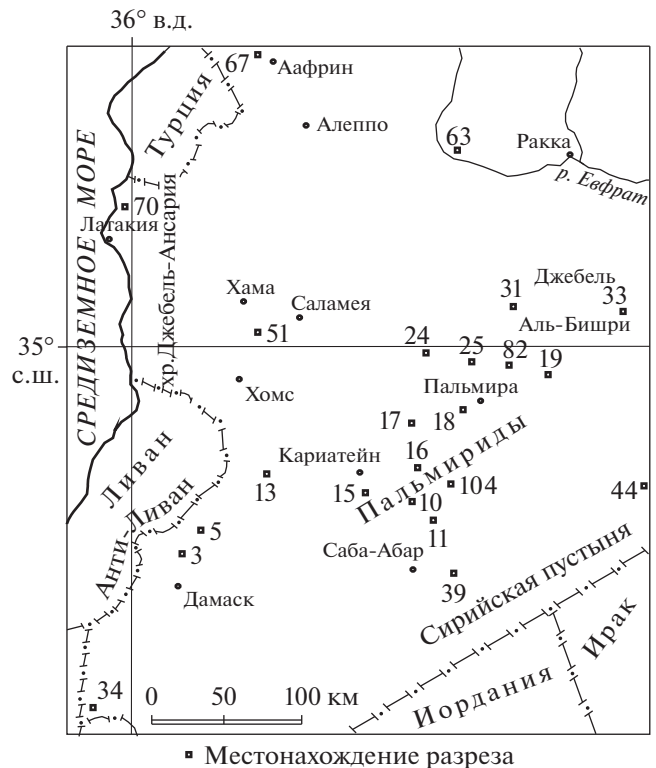 36° в.д.
67
Аафрин
Турция
Алеппо
63
Ракка
р. Евфрат
СРЕДИЗЕМНОЕ МОРЕ
70
Латакия
хр.Джебель-Ансария
Хама
Саламея
31
Джебель
33
51
Аль-Бишри
24
25
82
19
35°
с.ш.
Хомс
Пальмира
17
18
Ливан
Кариатейн
16
Пальмириды
13
15
10
104
44
Анти-Ливан
5
11
3
Саба-Абар
39
Дамаск
Сирийская пустыня
Ирак
Иордания
34
0 50 100 км
Местонахождение разреза